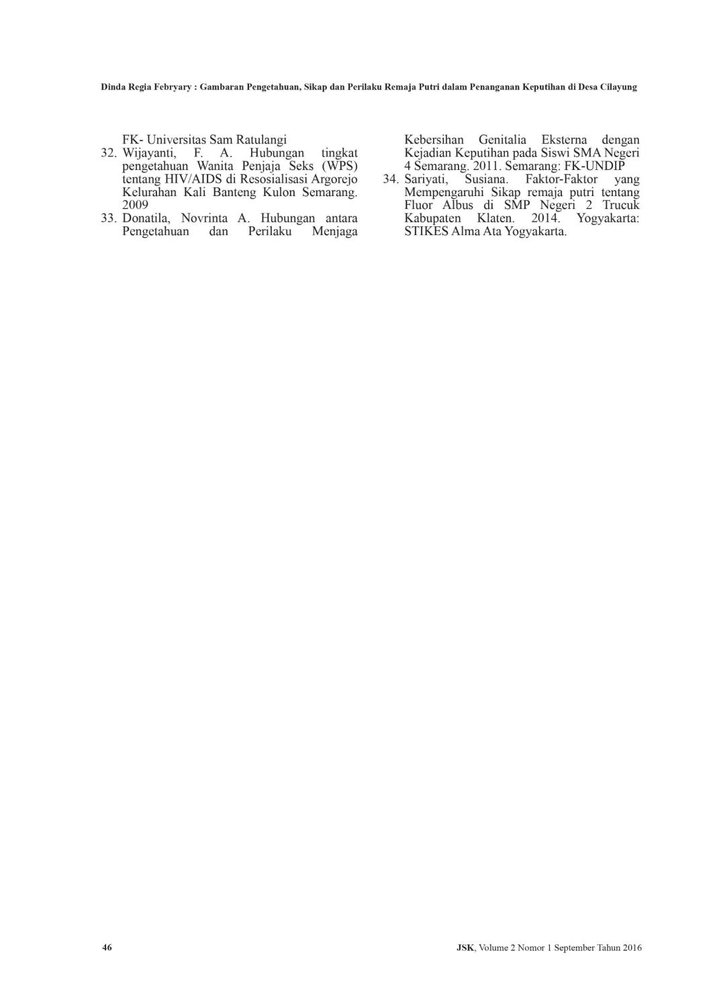 Dinda Regia Febryary : Gambaran Pengetahuan, Sikap dan Perilaku Remaja Putri dalam Penanganan Keputihan di Desa Cilayung
FK- Universitas Sam Ratulangi
32. Wijayanti, F. A. Hubungan tingkat
pengetahuan Wanita Penjaja Seks (WPS)
tentang HIV/AIDS di Resosialisasi Argorejo
Kelurahan Kali Banteng Kulon Semarang.
2009
33. Donatila, Novrinta A. Hubungan antara
Pengetahuan dan Perilaku Menjaga
Kebersihan Genitalia Eksterna dengan
Kejadian Keputihan pada Siswi SMA Negeri
4 Semarang. 2011. Semarang: FK-UNDIP
34. Sariyati, Susiana. Faktor-Faktor yang
Mempengaruhi Sikap remaja putri tentang
Fluor Albus di SMP Negeri 2 Trucuk
Kabupaten Klaten. 2014. Yogyakarta:
STIKES Alma Ata Yogyakarta.
46
JSK, Volume 2 Nomor 1 September Tahun 2016